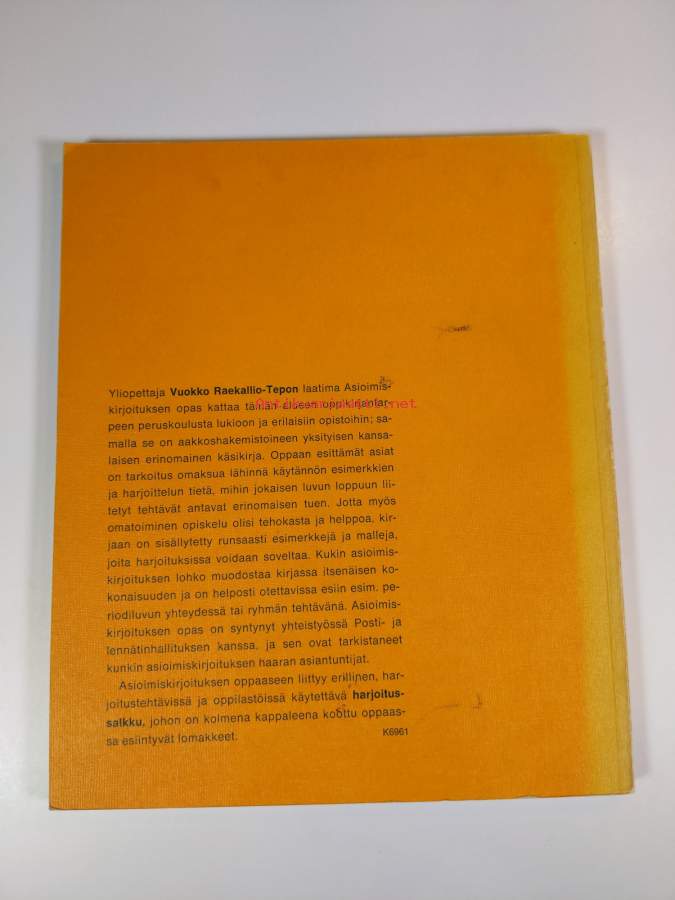 Yliopettaja Vuokko Raekallio-Tepon laatima Asioimis-
kirjoituksen opas kattaa tämän alueen oppikirjatar-
Antikvariaatit.net
peen peruskoulusta lukioon ja erilaisiin opistoihin; sa-
malla se on aakkoshakemistoineen yksityisen kansa-
laisen erinomainen käsikirja. Oppaan esittämät asiat
on tarkoitus omaksua lähinnä käytännön esimerkkien
ja harjoittelun tietä, mihin jokaisen luvun loppuun lii-
tetyt tehtävät antavat erinomaisen tuen. Jotta myös
omatoiminen opiskelu olisi tehokasta ja helppoa, kir-
jaan on sisällytetty runsaasti esimerkkejä ja malleja,
joita harjoituksissa voidaan soveltaa. Kukin asioimis-
kirjoituksen lohko muodostaa kirjassa itsenäisen ko-
konaisuuden ja on helposti otettavissa esiin esim. pe-
riodiluvun yhteydessä tai ryhmän tehtävänä. Asioimis-
kirjoituksen opas on syntynyt yhteistyössä Posti- ja
lennätinhallituksen kanssa, ja sen ovat tarkistaneet
kunkin asioimiskirjoituksen haaran asiantuntijat.
Asioimiskirjoituksen oppaaseen liittyy erillinen, har-
joitustehtävissä ja oppilastöissä käytettävä harjoitus-
salkku, johon on kolmena kappaleena koottu oppaas-
sa esiintyvät lomakkeet.
K6961